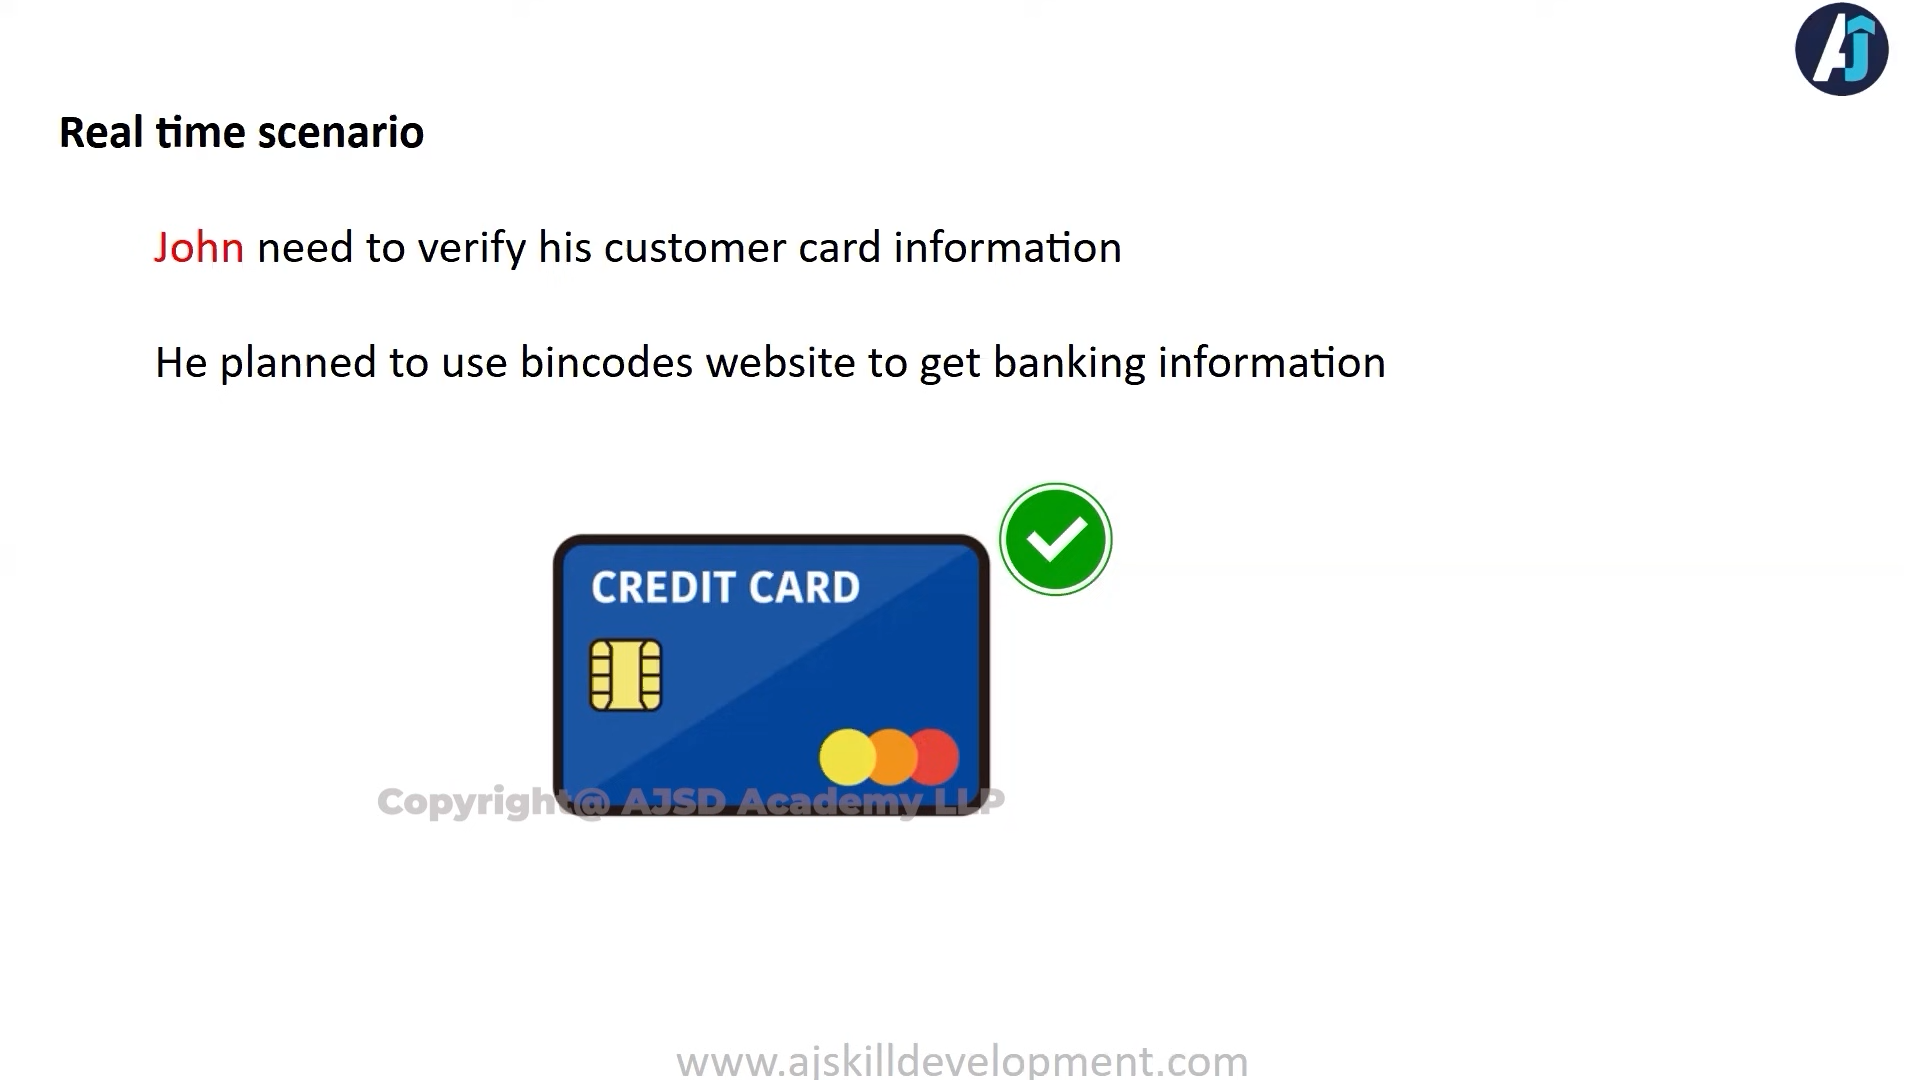 AJ
Real time scenario
John need to verify his customer card information
He planned to use bincodes website to get banking information
CREDIT CARD
Copyright@ AJSD Academy LLP
www.ajskilldevelopment.com